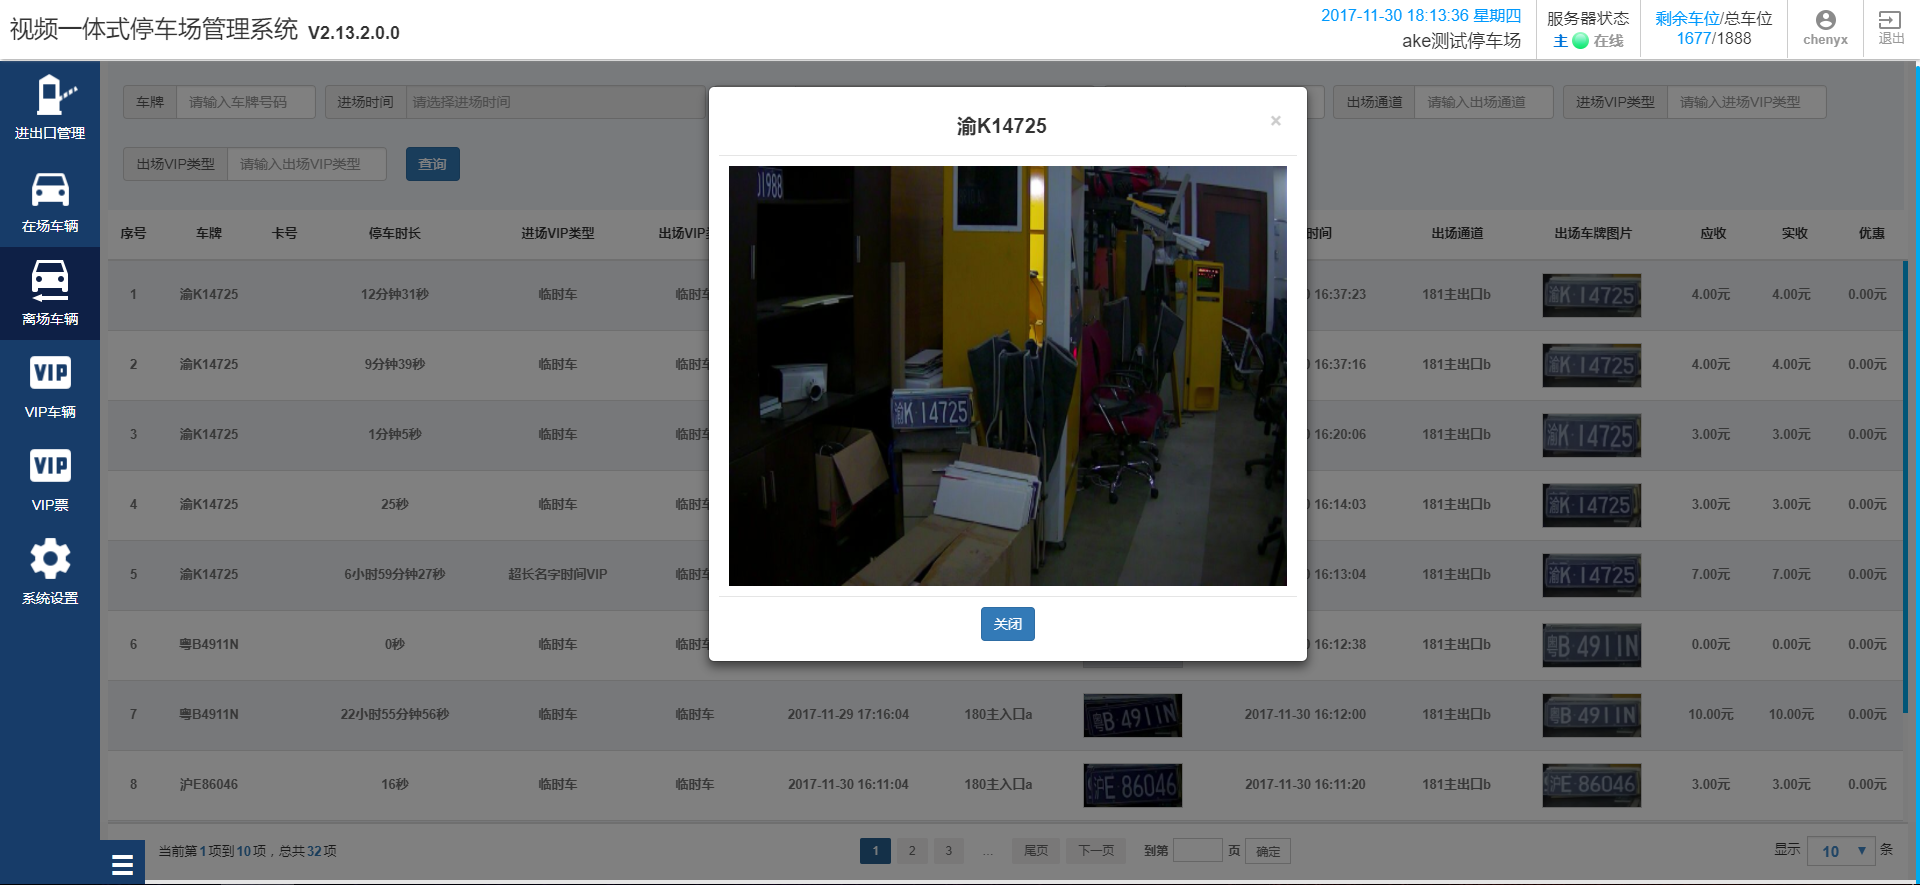 视频一体式停车场管理系统 V2.13.2.0.0
2017-11-30 18:13:36 星期四
ake测试停车场
服务器状态
主 在线
剩余车位/总车位
1677/1888
chenyx
退出
进出口管理
在场车辆
离场车辆
VIP
VIP车辆
VIP
VIP票
系统设置
车牌 请输入车牌号码 进场时间 请选择进场时间 出场通道 请输入出场通道 进场VIP类型 请输入进场VIP类型
出场VIP类型 请输入出场VIP类型 查询
序号 车牌 卡号 停车时长 进场VIP类型 出场VIP 时间 出场通道 出场车牌图片 应收 实收 优惠
1 渝K14725 12分钟31秒 临时车 临时车 16:37:23 181主出口b 渝K·14725 4.00元 4.00元 0.00元
2 渝K14725 9分钟39秒 临时车 临时车 16:37:16 181主出口b 渝K·14725 4.00元 4.00元 0.00元
3 渝K14725 1分钟5秒 临时车 临时车 16:20:06 181主出口b 渝K·14725 3.00元 3.00元 0.00元
4 渝K14725 25秒 临时车 临时车 16:14:03 181主出口b 渝K·14725 3.00元 3.00元 0.00元
5 渝K14725 6小时59分钟27秒 超长名字时间VIP 临时车 16:13:04 181主出口b 渝K·14725 7.00元 7.00元 0.00元
6 粤B4911N 0秒 临时车 临时车 16:12:38 181主出口b 粤B·4911N 0.00元 0.00元 0.00元
7 粤B4911N 22小时55分钟56秒 临时车 临时车 2017-11-29 17:16:04 180主入口a 粤B·4911N 2017-11-30 16:12:00 181主出口b 粤B·4911N 10.00元 10.00元 0.00元
8 沪E86046 16秒 临时车 临时车 2017-11-30 16:11:04 180主入口a 沪E·86046 2017-11-30 16:11:20 181主出口b 沪E·86046 3.00元 3.00元 0.00元
渝K14725
×
01988
渝K·14725
关闭
当前第1项到10项，总共32项
1 2 3 ... 尾页 下一页 到第 页 确定
显示 10 ▼ 条